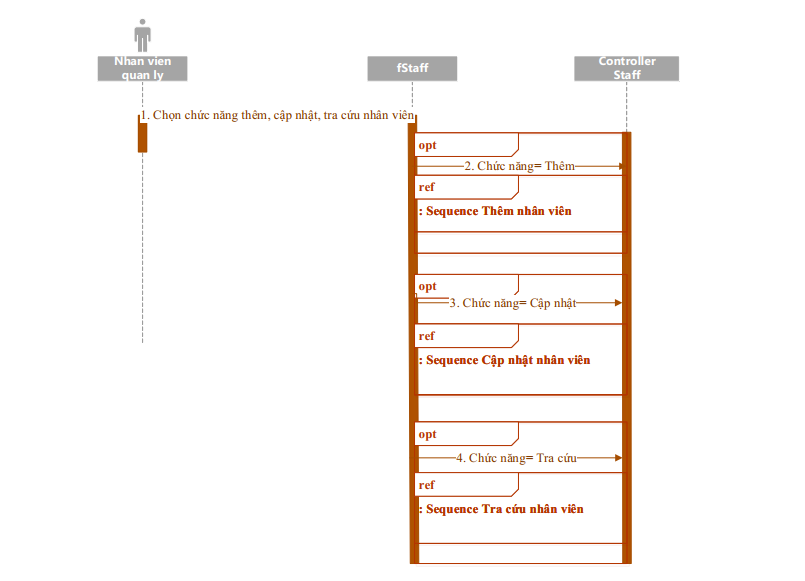 Nhan vien
quan ly
fStaff
Controller
Staff
1. Chọn chức năng thêm, cập nhật, tra cứu nhân viên
opt
2. Chức năng= Thêm
ref
: Sequence Thêm nhân viên
opt
3. Chức năng= Cập nhật
ref
: Sequence Cập nhật nhân viên
opt
4. Chức năng= Tra cứu
ref
: Sequence Tra cứu nhân viên